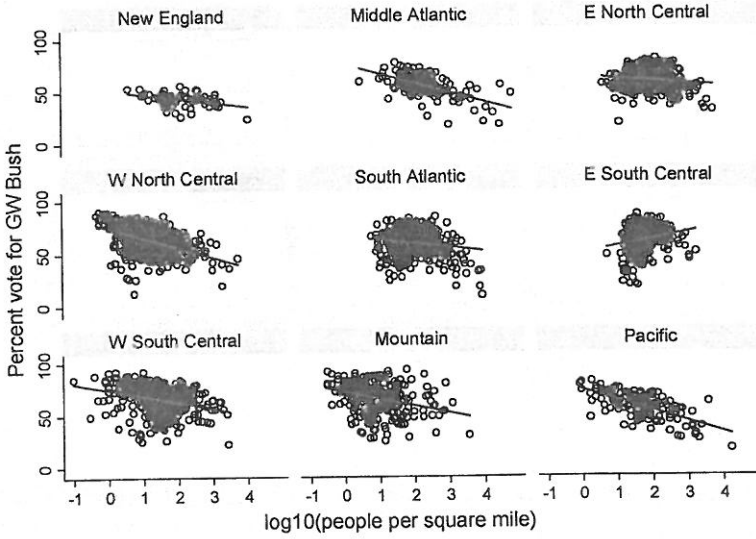 New England
Middle Atlantic
E North Central
100
50
0
W North Central
South Atlantic
E South Central
100
50
0
W South Central
Mountain
Pacific
100
50
0
-1 0 1 2 3 4
-1 0 1 2 3 4
-1 0 1 2 3 4
Percent vote for GW Bush
log10(people per square mile)